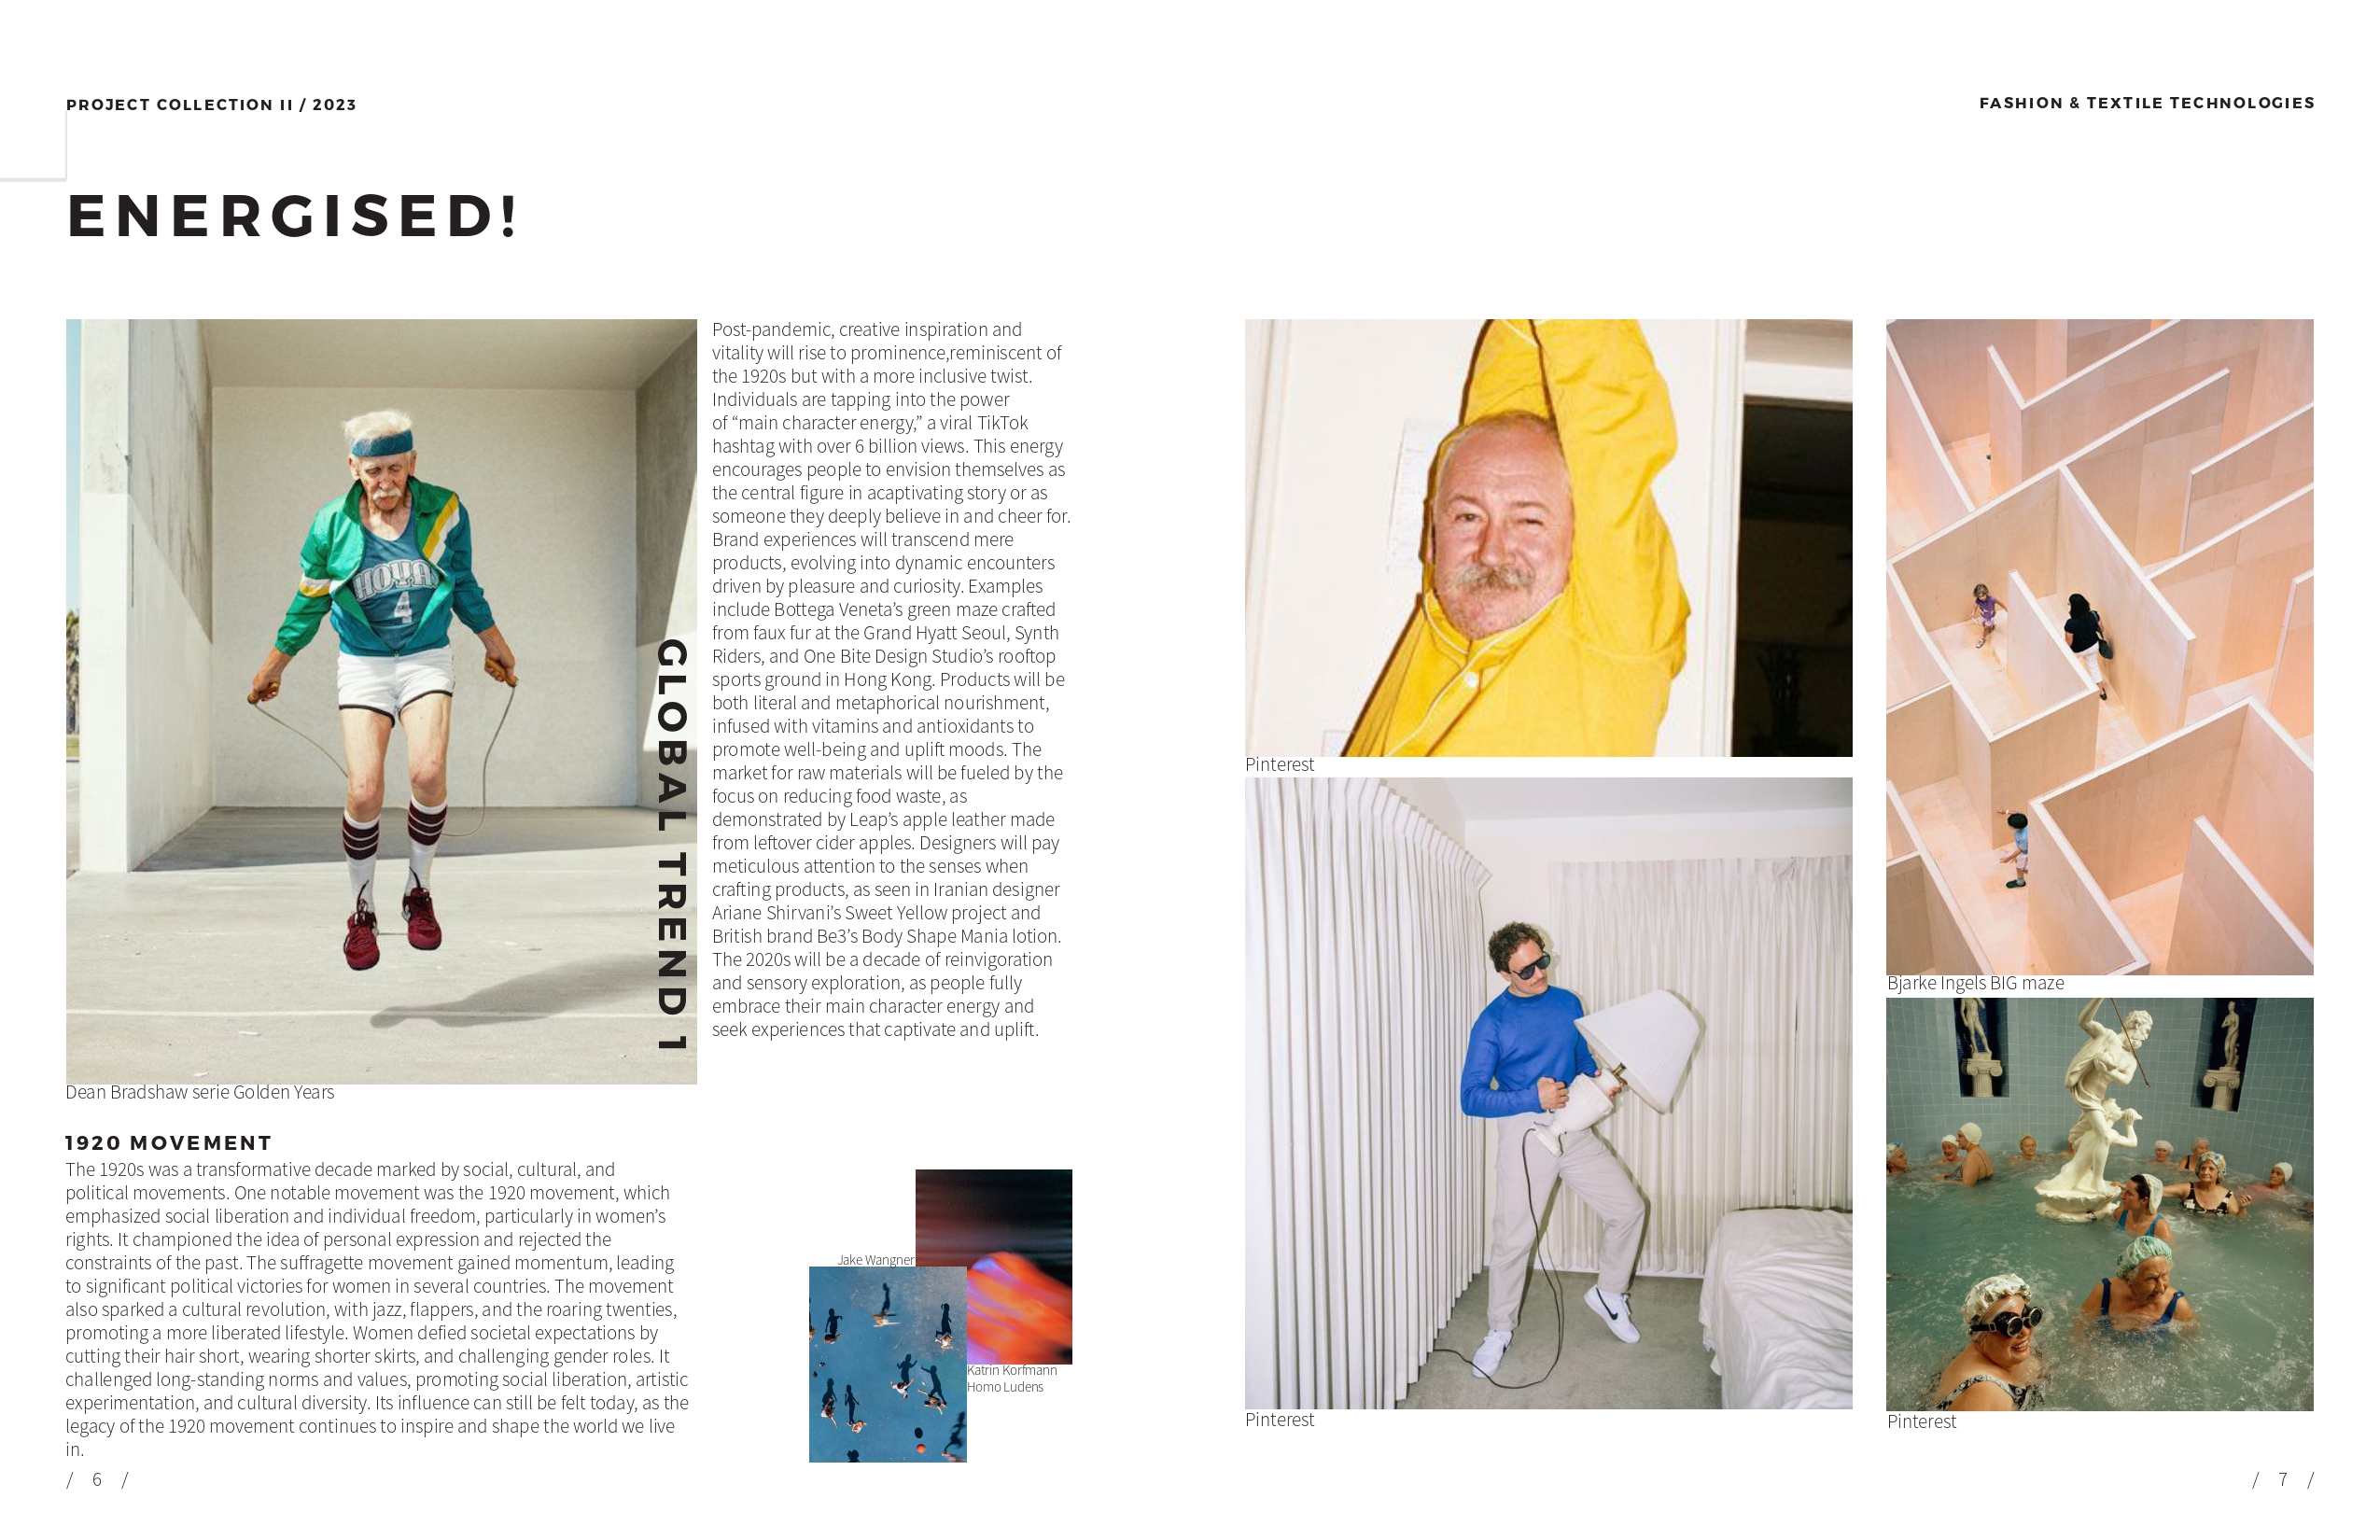 PROJECT COLLECTION II / 2023
FASHION & TEXTILE TECHNOLOGIES
ENERGISED!
HOYAS
4
GLOBAL TREND 1
Dean Bradshaw serie Golden Years
Post-pandemic, creative inspiration and
vitality will rise to prominence,reminiscent of
the 1920s but with a more inclusive twist.
Individuals are tapping into the power
of “main character energy,” a viral TikTok
hashtag with over 6 billion views. This energy
encourages people to envision themselves as
the central figure in acaptivating story or as
someone they deeply believe in and cheer for.
Brand experiences will transcend mere
products, evolving into dynamic encounters
driven by pleasure and curiosity. Examples
include Bottega Veneta’s green maze crafted
from faux fur at the Grand Hyatt Seoul, Synth
Riders, and One Bite Design Studio’s rooftop
sports ground in Hong Kong. Products will be
both literal and metaphorical nourishment,
infused with vitamins and antioxidants to
promote well-being and uplift moods. The
market for raw materials will be fueled by the
focus on reducing food waste, as
demonstrated by Leap’s apple leather made
from leftover cider apples. Designers will pay
meticulous attention to the senses when
crafting products, as seen in Iranian designer
Ariane Shirvani’s Sweet Yellow project and
British brand Be3’s Body Shape Mania lotion.
The 2020s will be a decade of reinvigoration
and sensory exploration, as people fully
embrace their main character energy and
seek experiences that captivate and uplift.
1920 MOVEMENT
The 1920s was a transformative decade marked by social, cultural, and
political movements. One notable movement was the 1920 movement, which
emphasized social liberation and individual freedom, particularly in women’s
rights. It championed the idea of personal expression and rejected the
constraints of the past. The suffragette movement gained momentum, leading
to significant political victories for women in several countries. The movement
also sparked a cultural revolution, with jazz, flappers, and the roaring twenties,
promoting a more liberated lifestyle. Women defied societal expectations by
cutting their hair short, wearing shorter skirts, and challenging gender roles. It
challenged long-standing norms and values, promoting social liberation, artistic
experimentation, and cultural diversity. Its influence can still be felt today, as the
legacy of the 1920 movement continues to inspire and shape the world we live
in.
Jake Wangner
Katrin Korfmann
Homo Ludens
/ 6 /
Pinterest
Pinterest
Bjarke Ingels BIG maze
Pinterest
/ 7 /